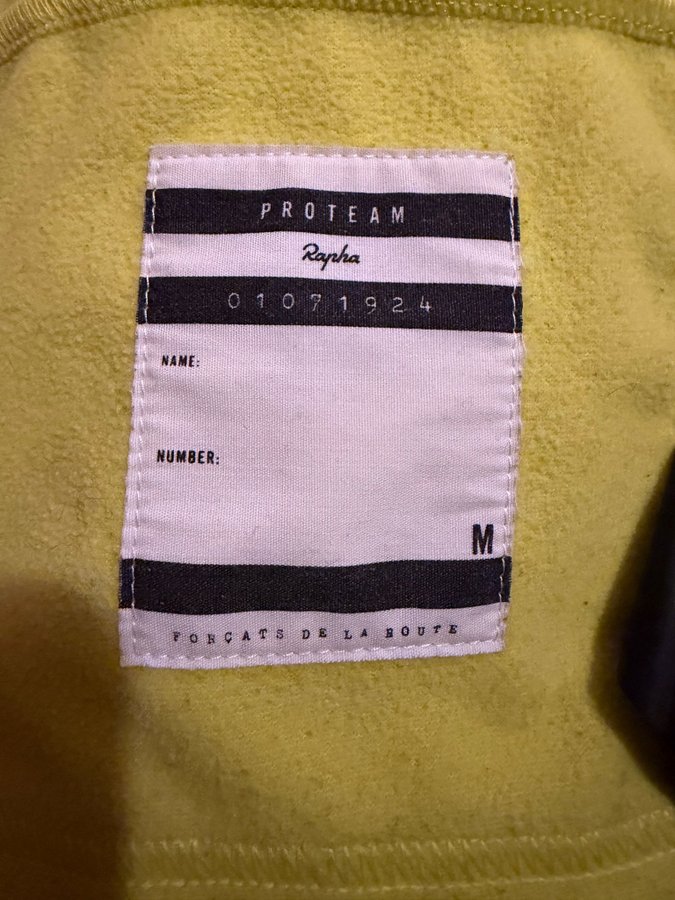 PROTEAM
Rapha
01071924
NAME:
NUMBER:
M
FORÇATS DE LA ROUTE